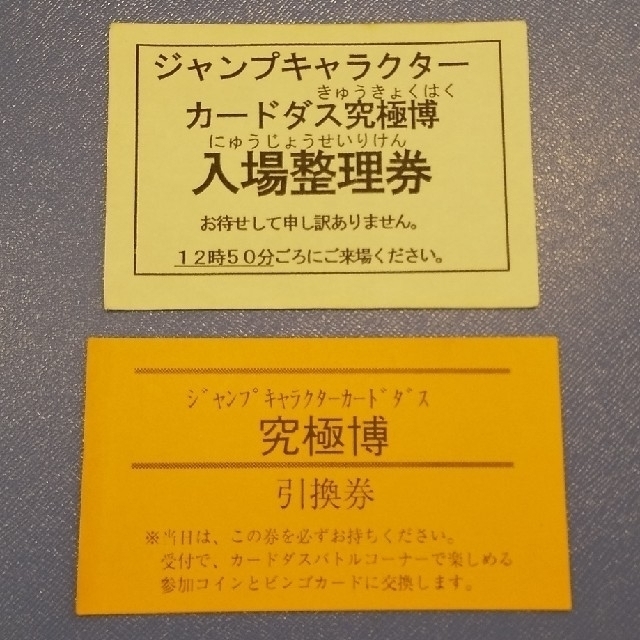 ジャンプキャラクター
きゅうきょくはく
カードダス究極博
にゅうじょうせいりけん
入場整理券
お待せして申し訳ありません。
12時50分ごろにご来場ください。
ｼﾞｬﾝﾌﾟｷｬﾗｸﾀｰｶｰﾄﾞﾀﾞｽ
究極博
引換券
※当日は、この券を必ずお持ちください。
受付で、カードダスバトルコーナーで楽しめる
参加コインとビンゴカードに交換します。